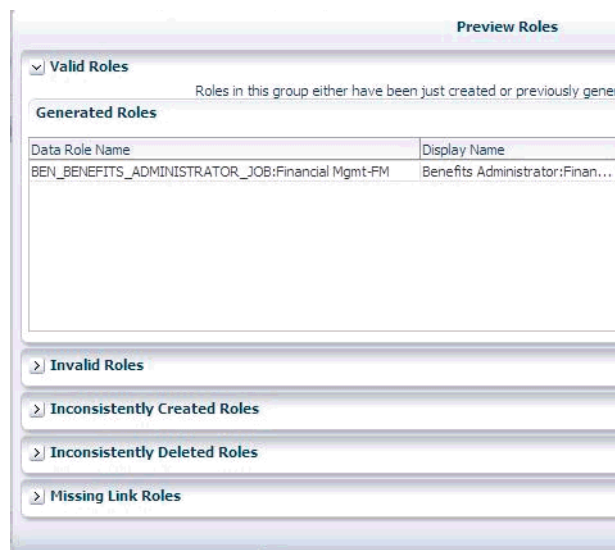 Preview Roles
Valid Roles
Roles in this group either have been just created or previously gener
Generated Roles
Data Role Name Display Name
BEN_BENEFITS_ADMINISTRATOR_JOB:Financial Mgmt-FM Benefits Administrator:Finan...
Invalid Roles
Inconsistently Created Roles
Inconsistently Deleted Roles
Missing Link Roles